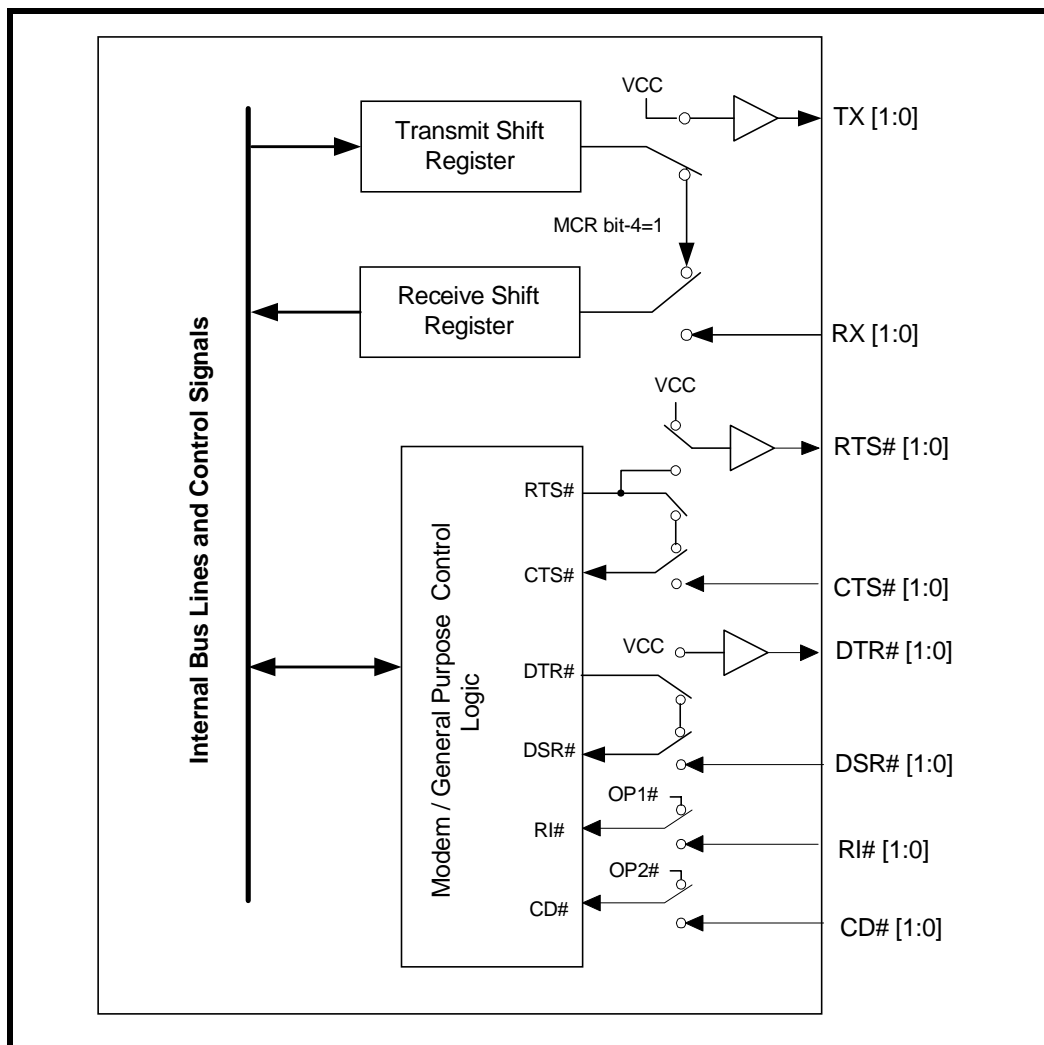 VCC
TX [1:0]
Transmit Shift
Register
MCR bit-4=1
Receive Shift
Register
RX [1:0]
Internal Bus Lines and Control Signals
VCC
RTS# [1:0]
RTS#
CTS#
CTS# [1:0]
Modem / General Purpose Control
Logic
VCC
DTR# [1:0]
DTR#
DSR#
DSR# [1:0]
OP1#
RI#
RI# [1:0]
OP2#
CD#
CD# [1:0]